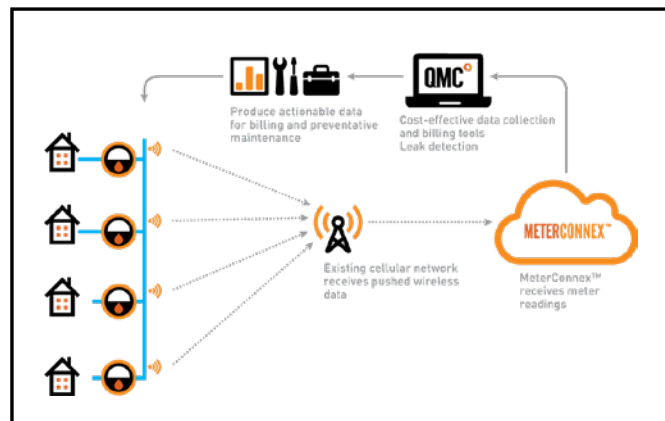 QMC
Produce actionable data
for billing and preventative
maintenance
Cost-effective data collection
and billing tools
Leak detection
METERCONNEX™
Existing cellular network
receives pushed wireless
data
MeterConnex™
receives meter
readings